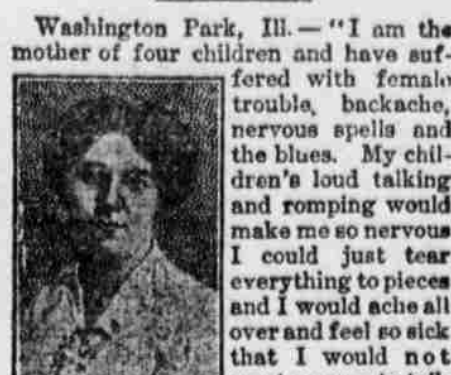 Washington Park, Ill. — "I am the
mother of four children and have suf-
fered with female
trouble, backache,
nervous spells and
the blues. My chil-
dren's loud talking
and romping would
make me so nervous
I could just tear
everything to pieces
and I would ache all
over and feel so sick
that I would not